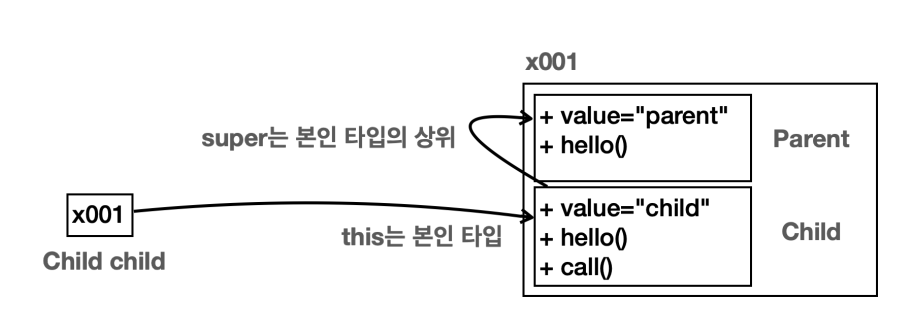 x001
super는 본인 타입의 상위
+ value="parent"
+ hello()
Parent
x001
Child child
this는 본인 타입
+ value="child"
+ hello()
+ call()
Child